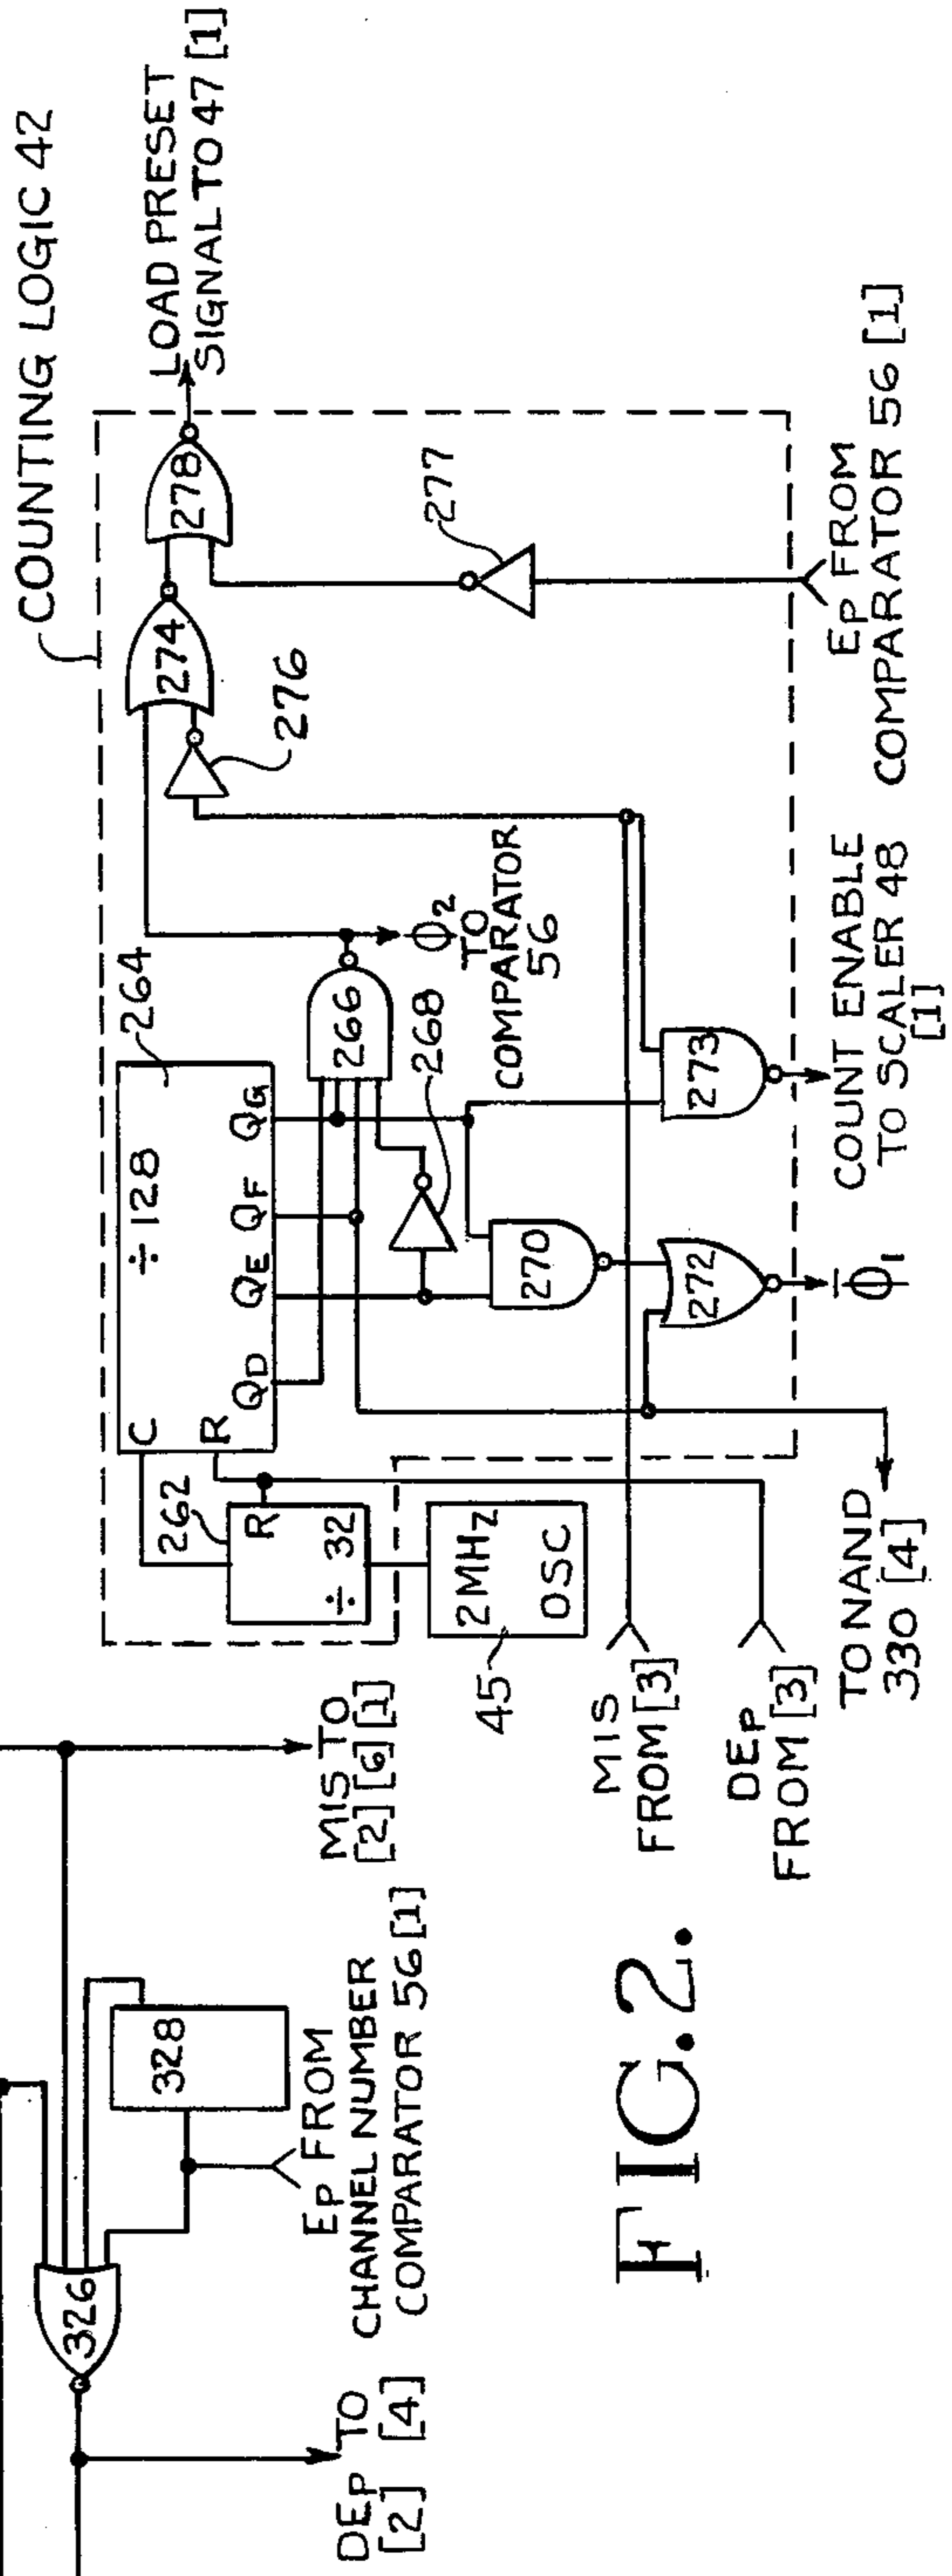 COUNTING LOGIC 42
LOAD PRESET
SIGNAL TO 47 [1]
278
277
274
276
264
÷128
C
R
QD
QE
QF
QG
262
R
÷ 32
266
268
ϕ2
TO
COMPARATOR
56
270
272
273
2MHz
OSC
45
EP FROM
COMPARATOR 56 [1]
COUNT ENABLE
TO SCALER 48
[1]
ϕ̅1
TO NAND
330 [4]
MIS
FROM [3]
DEP
FROM [3]
MIS TO
[2] [6] [1]
328
326
EP FROM
CHANNEL NUMBER
COMPARATOR 56 [1]
DEP TO
[2] [4]
FIG.2.